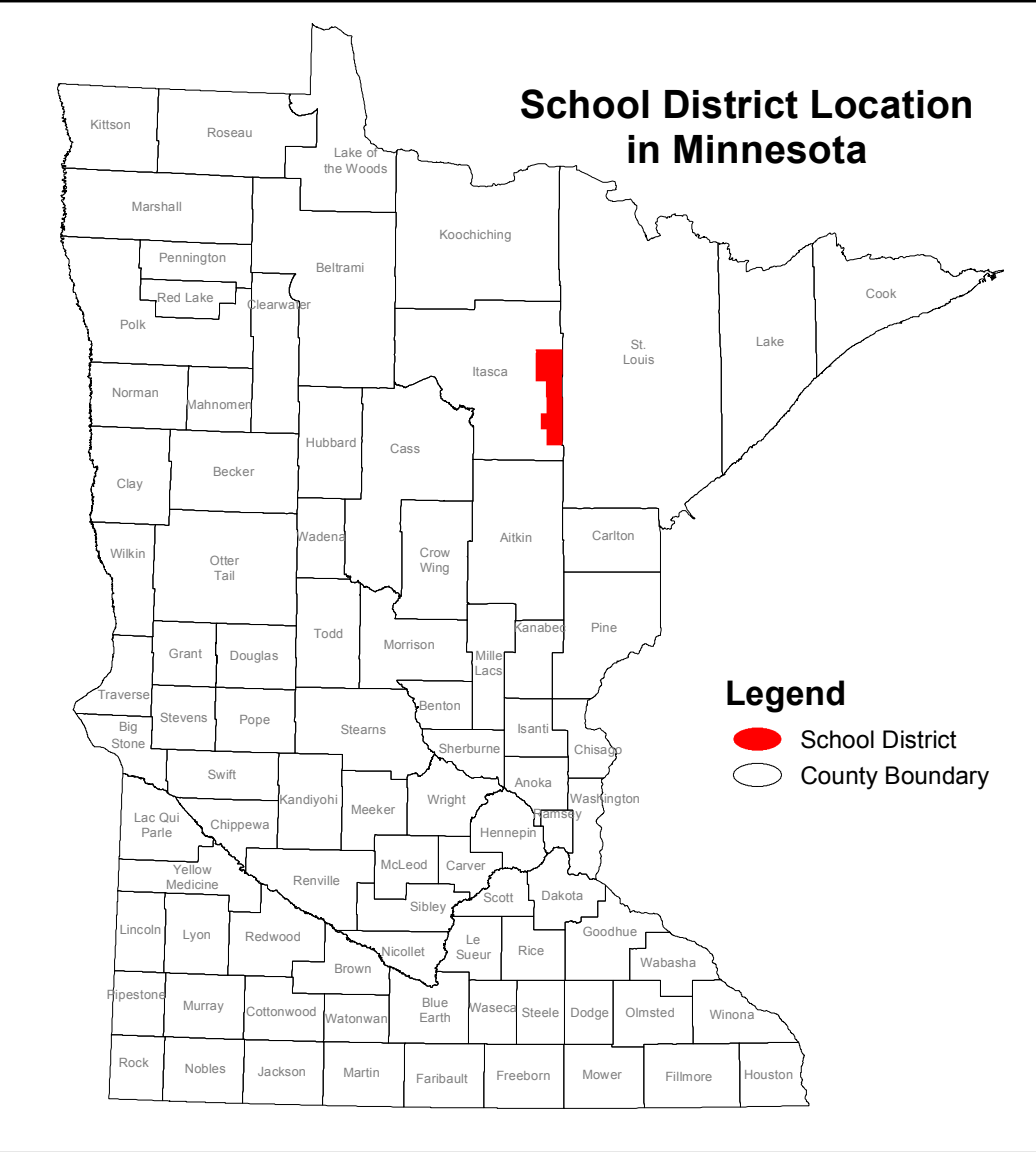 School District Location
in Minnesota
Kittson
Roseau
Lake of
the Woods
Marshall
Koochiching
Pennington
Beltrami
Red Lake
Clearwater
Polk
Cook
St.
Louis
Lake
Itasca
Norman
Mahnomen
Hubbard
Cass
Clay
Becker
Wadena
Aitkin
Carlton
Wilkin
Otter
Tail
Crow
Wing
Todd
Morrison
Kanabec
Pine
Grant
Douglas
Mille
Lacs
Traverse
Stevens
Pope
Stearns
Benton
Isanti
Big
Stone
Sherburne
Chisago
Swift
Kandiyohi
Meeker
Wright
Anoka
Washington
Ramsey
Lac Qui
Parle
Chippewa
Hennepin
Yellow
Medicine
Renville
McLeod
Carver
Sibley
Scott
Dakota
Lincoln
Lyon
Redwood
Nicollet
Le
Sueur
Rice
Goodhue
Wabasha
Brown
Pipestone
Murray
Cottonwood
Watonwan
Blue
Earth
Waseca
Steele
Dodge
Olmsted
Winona
Rock
Nobles
Jackson
Martin
Faribault
Freeborn
Mower
Fillmore
Houston
Legend
School District
County Boundary